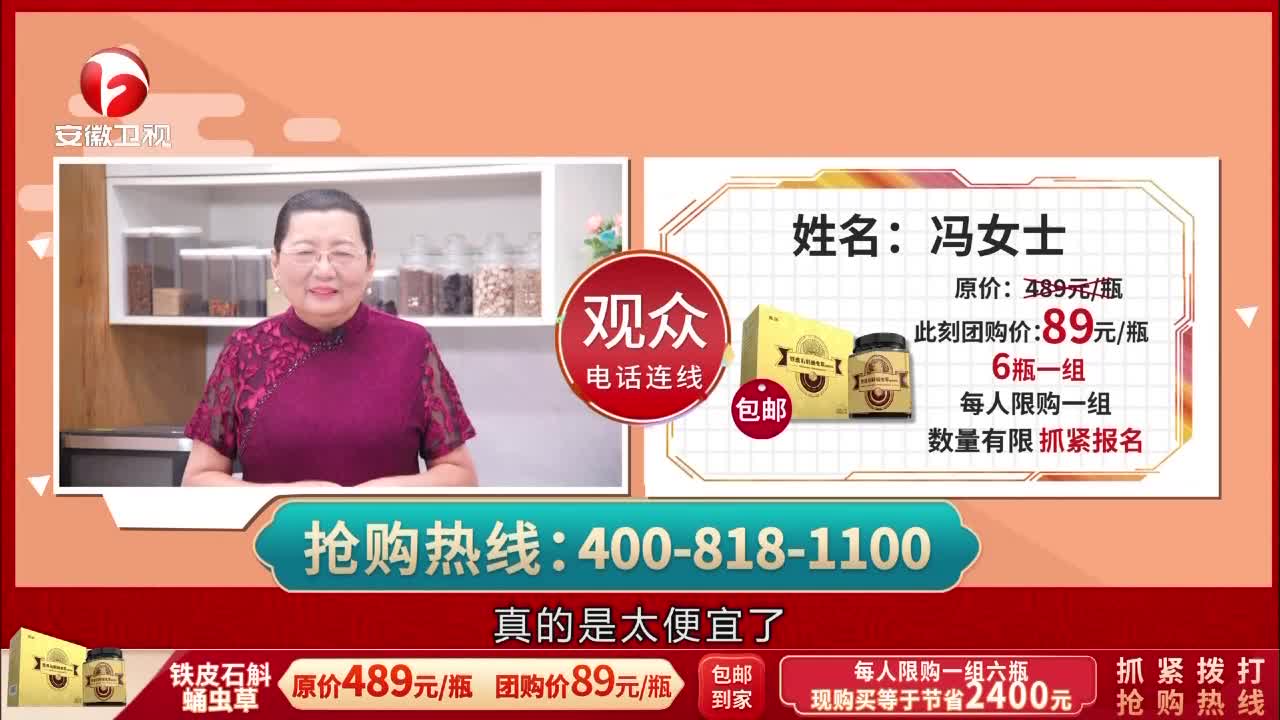 安徽卫视
姓名：冯女士
原价：489元/瓶
此刻团购价：89元/瓶
6瓶一组
每人限购一组
数量有限 抓紧报名
观众
电话连线
包邮
抢购热线：400-818-1100
真的是太便宜了
铁皮石斛
蛹虫草
原价489元/瓶 团购价89元/瓶
包邮
到家
每人限购一组六瓶
现购买等于节省2400元
抓紧拨打
抢购热线